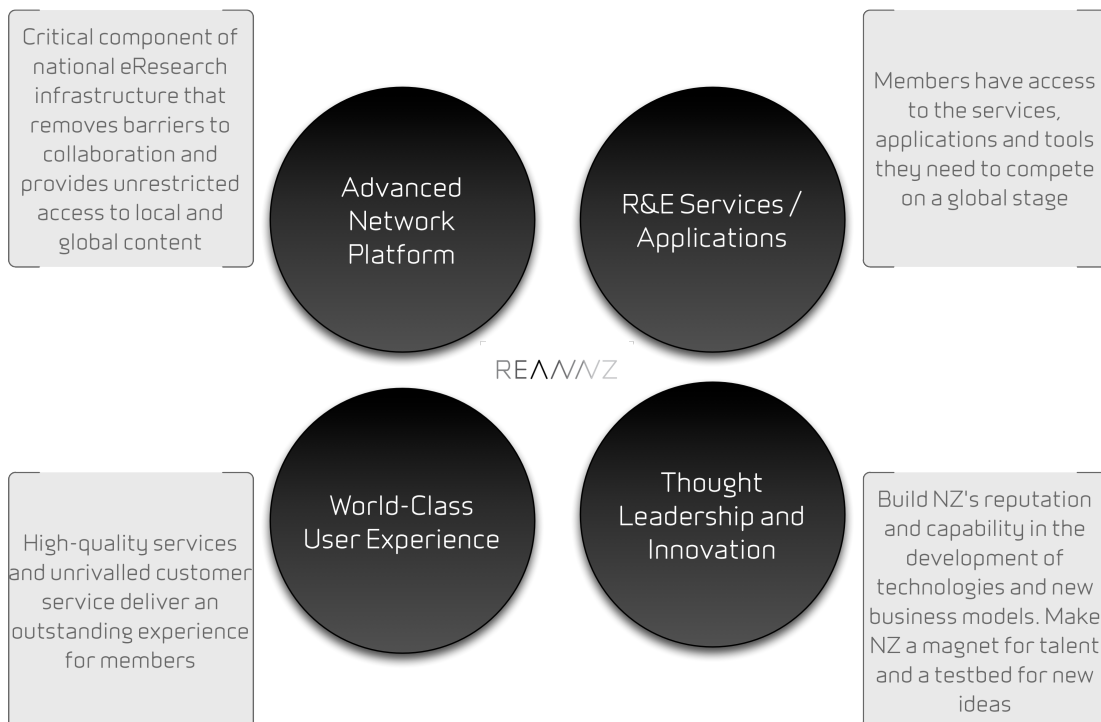 Critical component of
national eResearch
infrastructure that
removes barriers to
collaboration and
provides unrestricted
access to local and
global content
Advanced
Network
Platform
R&E Services /
Applications
Members have access
to the services,
applications and tools
they need to compete
on a global stage
REANNZ
High-quality services
and unrivalled customer
service deliver an
outstanding experience
for members
World-Class
User Experience
Thought
Leadership and
Innovation
Build NZ's reputation
and capability in the
development of
technologies and new
business models. Make
NZ a magnet for talent
and a testbed for new
ideas